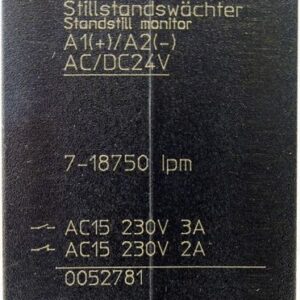 Stillstandswächter
Standstill monitor
A1(+)/A2(-)
AC/DC24V
7-18750 Ipm
AC15 230V 3A
AC15 230V 2A
0052781